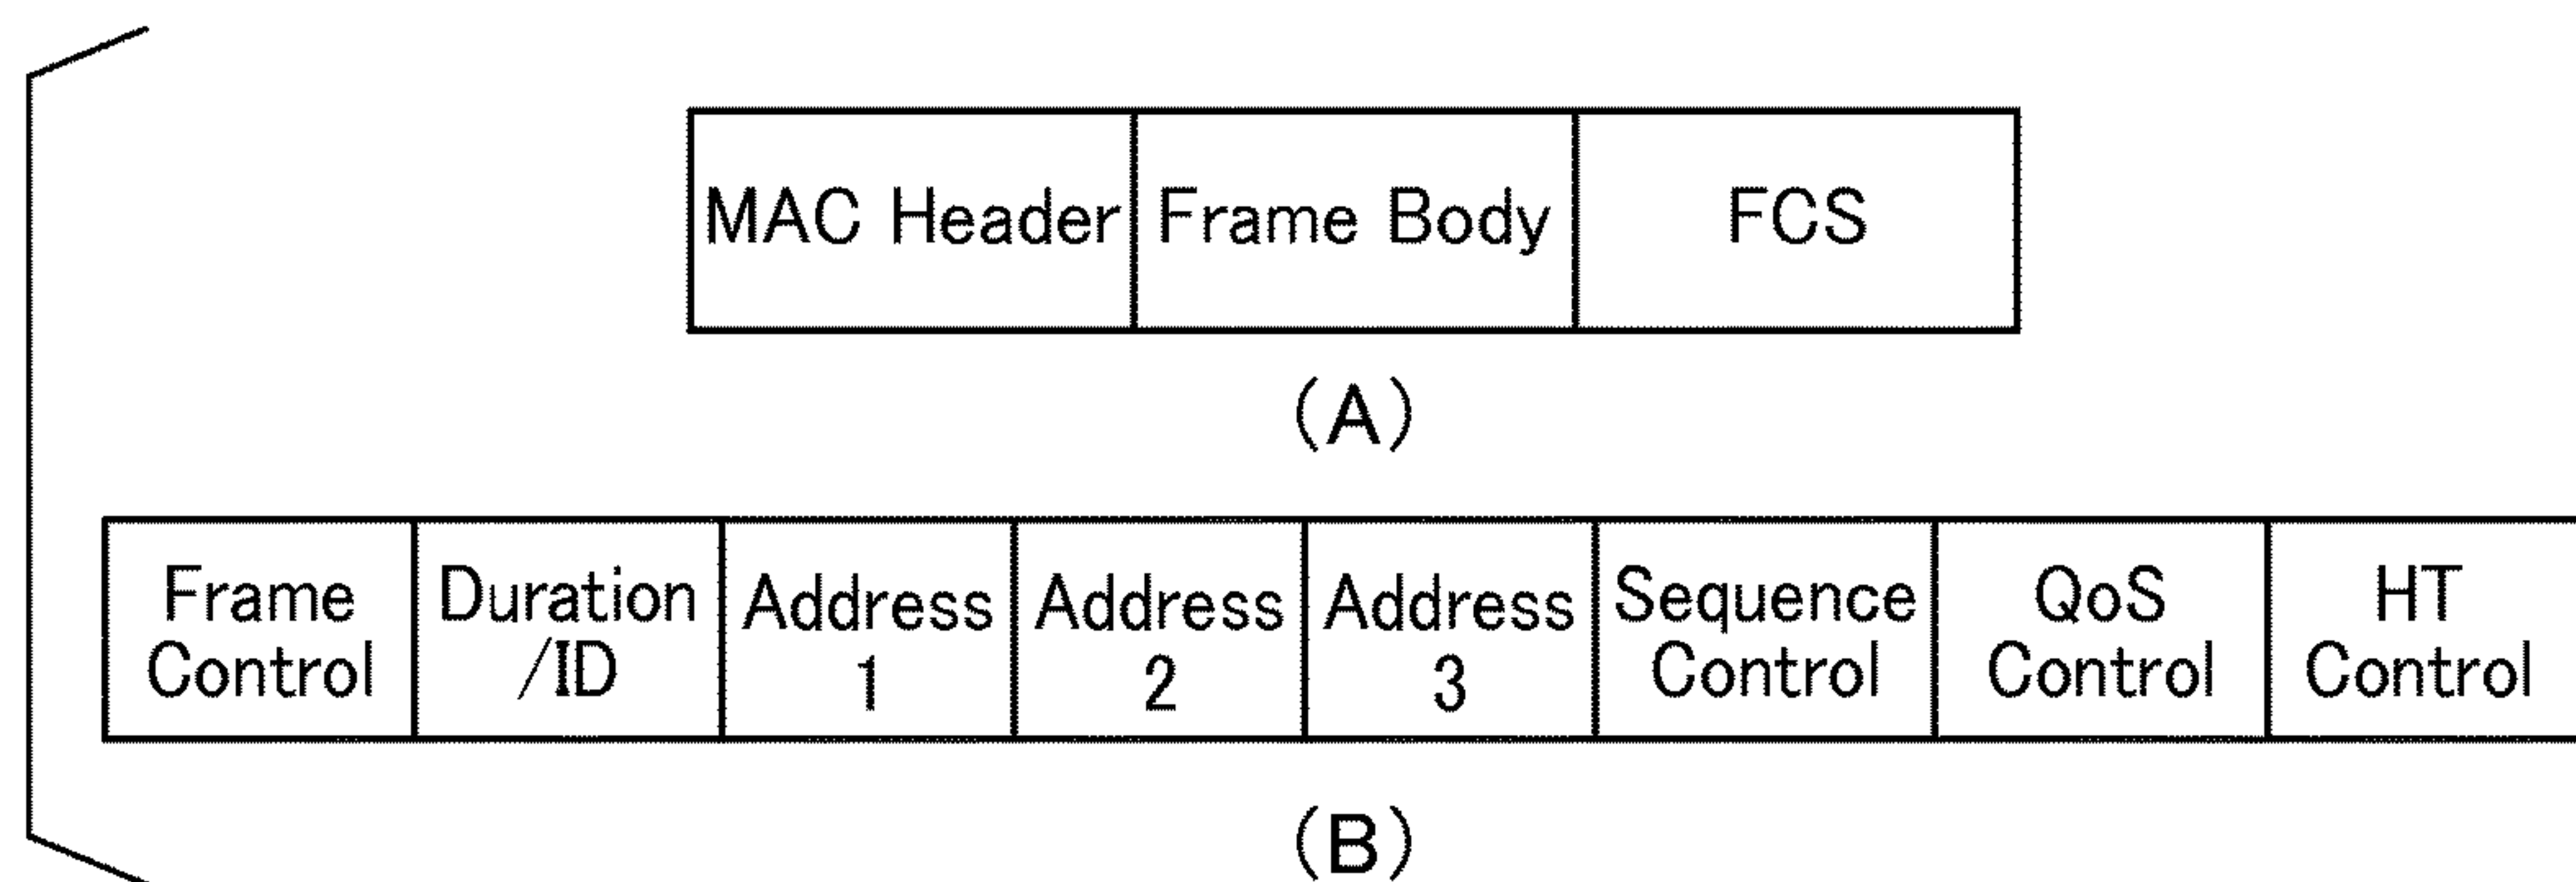 MAC Header Frame Body FCS
(A)
Frame Duration Address Address Address Sequence QoS HT
Control /ID 1 2 3 Control Control Control
(B)